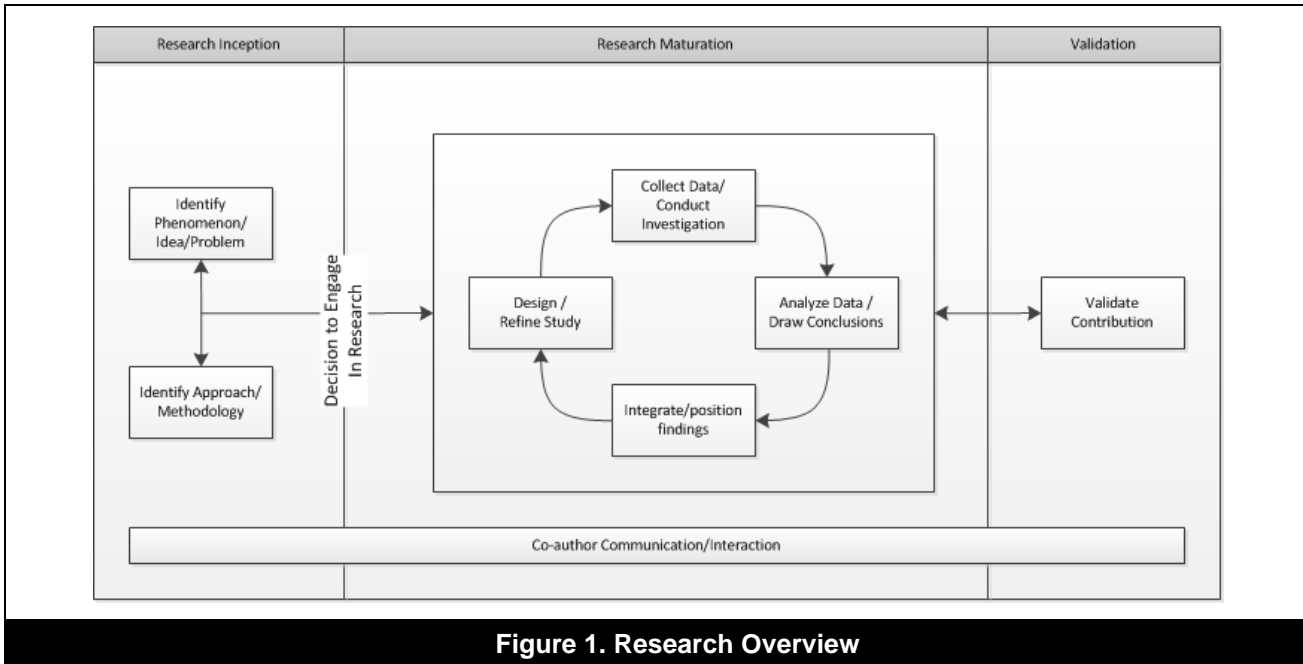 Research Inception
Research Maturation
Validation
Identify
Phenomenon/
Idea/Problem
Identify Approach/
Methodology
Decision to Engage
In Research
Collect Data/
Conduct
Investigation
Design /
Refine Study
Analyze Data /
Draw Conclusions
Integrate/position
findings
Validate
Contribution
Co-author Communication/Interaction
Figure 1. Research Overview